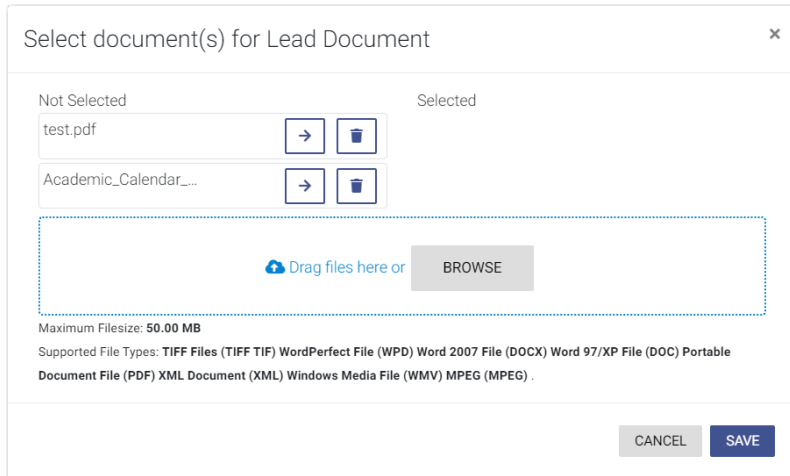 Select document(s) for Lead Document
×
Not Selected
Selected
test.pdf
Academic_Calendar_...
Drag files here or BROWSE
Maximum Filesize: 50.00 MB
Supported File Types: TIFF Files (TIFF TIF) WordPerfect File (WPD) Word 2007 File (DOCX) Word 97/XP File (DOC) Portable
Document File (PDF) XML Document (XML) Windows Media File (WMV) MPEG (MPEG) .
CANCEL SAVE